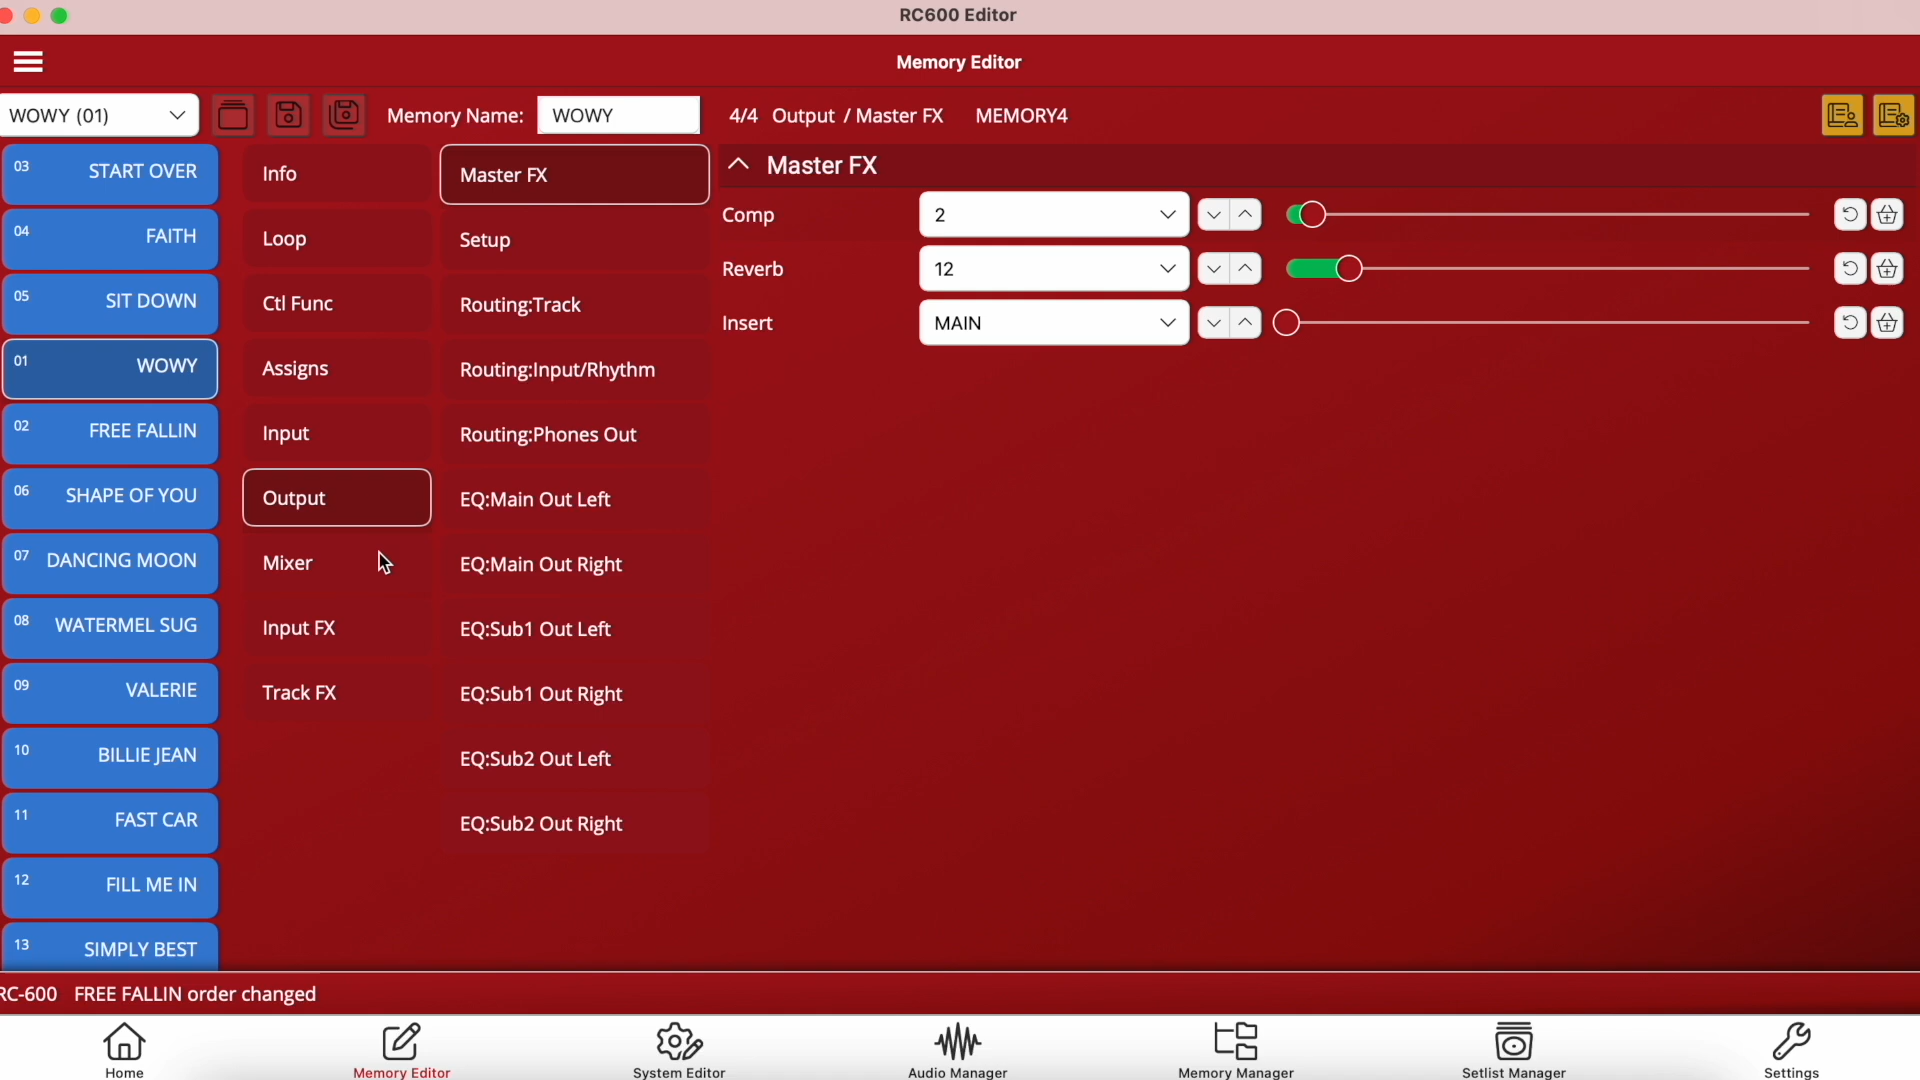 RC600 Editor
Memory Editor
WOWY (01)
Memory Name:
WOWY
4/4 Output / Master FX MEMORY4
03 START OVER
04 FAITH
05 SIT DOWN
01 WOWY
02 FREE FALLIN
06 SHAPE OF YOU
07 DANCING MOON
08 WATERMEL SUG
09 VALERIE
10 BILLIE JEAN
11 FAST CAR
12 FILL ME IN
13 SIMPLY BEST
Info
Loop
Ctl Func
Assigns
Input
Output
Mixer
Input FX
Track FX
Master FX
Setup
Routing:Track
Routing:Input/Rhythm
Routing:Phones Out
EQ:Main Out Left
EQ:Main Out Right
EQ:Sub1 Out Left
EQ:Sub1 Out Right
EQ:Sub2 Out Left
EQ:Sub2 Out Right
Master FX
Comp 2
Reverb 12
Insert MAIN
RC-600 FREE FALLIN order changed
Home
Memory Editor
System Editor
Audio Manager
Memory Manager
Setlist Manager
Settings